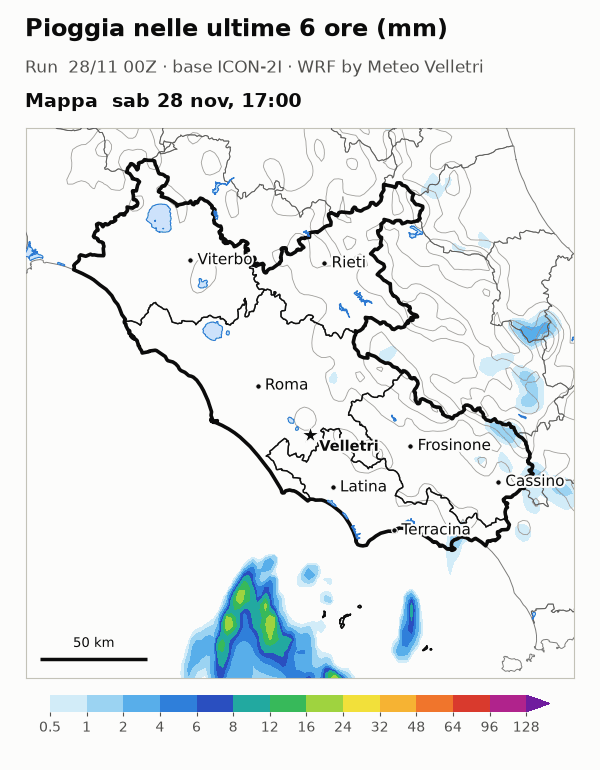 Pioggia nelle ultime 6 ore (mm)
Run  28/11 00Z · base ICON-2I · WRF by Meteo Velletri
Mappa  sab 28 nov, 17:00
Viterbo
Rieti
Roma
Velletri
Frosinone
Latina
Cassino
Terracina
50 km
0.5 1 2 4 6 8 12 16 24 32 48 64 96 128